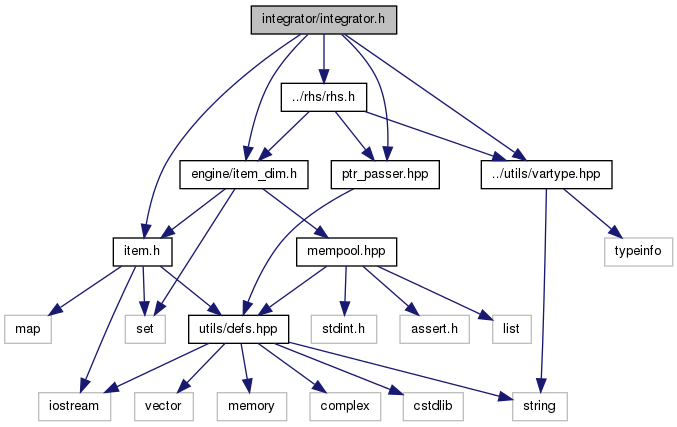 integrator/integrator.h
../rhs/rhs.h
engine/item_dim.h
ptr_passer.hpp
../utils/vartype.hpp
item.h
mempool.hpp
typeinfo
map
set
utils/defs.hpp
stdint.h
assert.h
list
iostream
vector
memory
complex
cstdlib
string